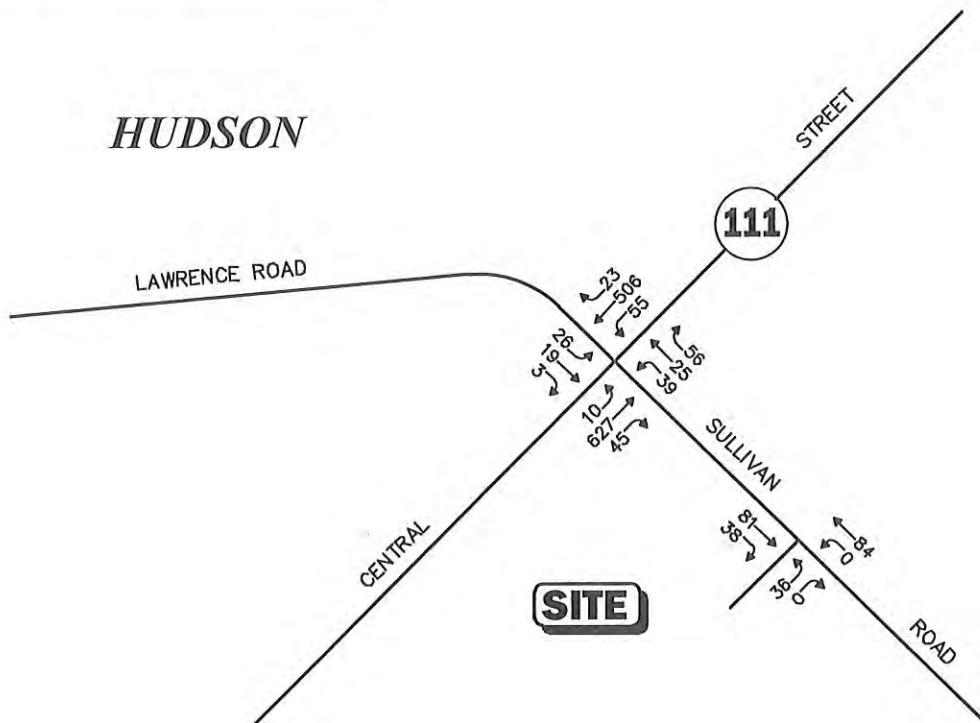 HUDSON
STREET
111
LAWRENCE ROAD
23
506
55
26
19
3
56
25
39
10
627
45
SULLIVAN
CENTRAL
81
38
84
0
36
0
SITE
ROAD